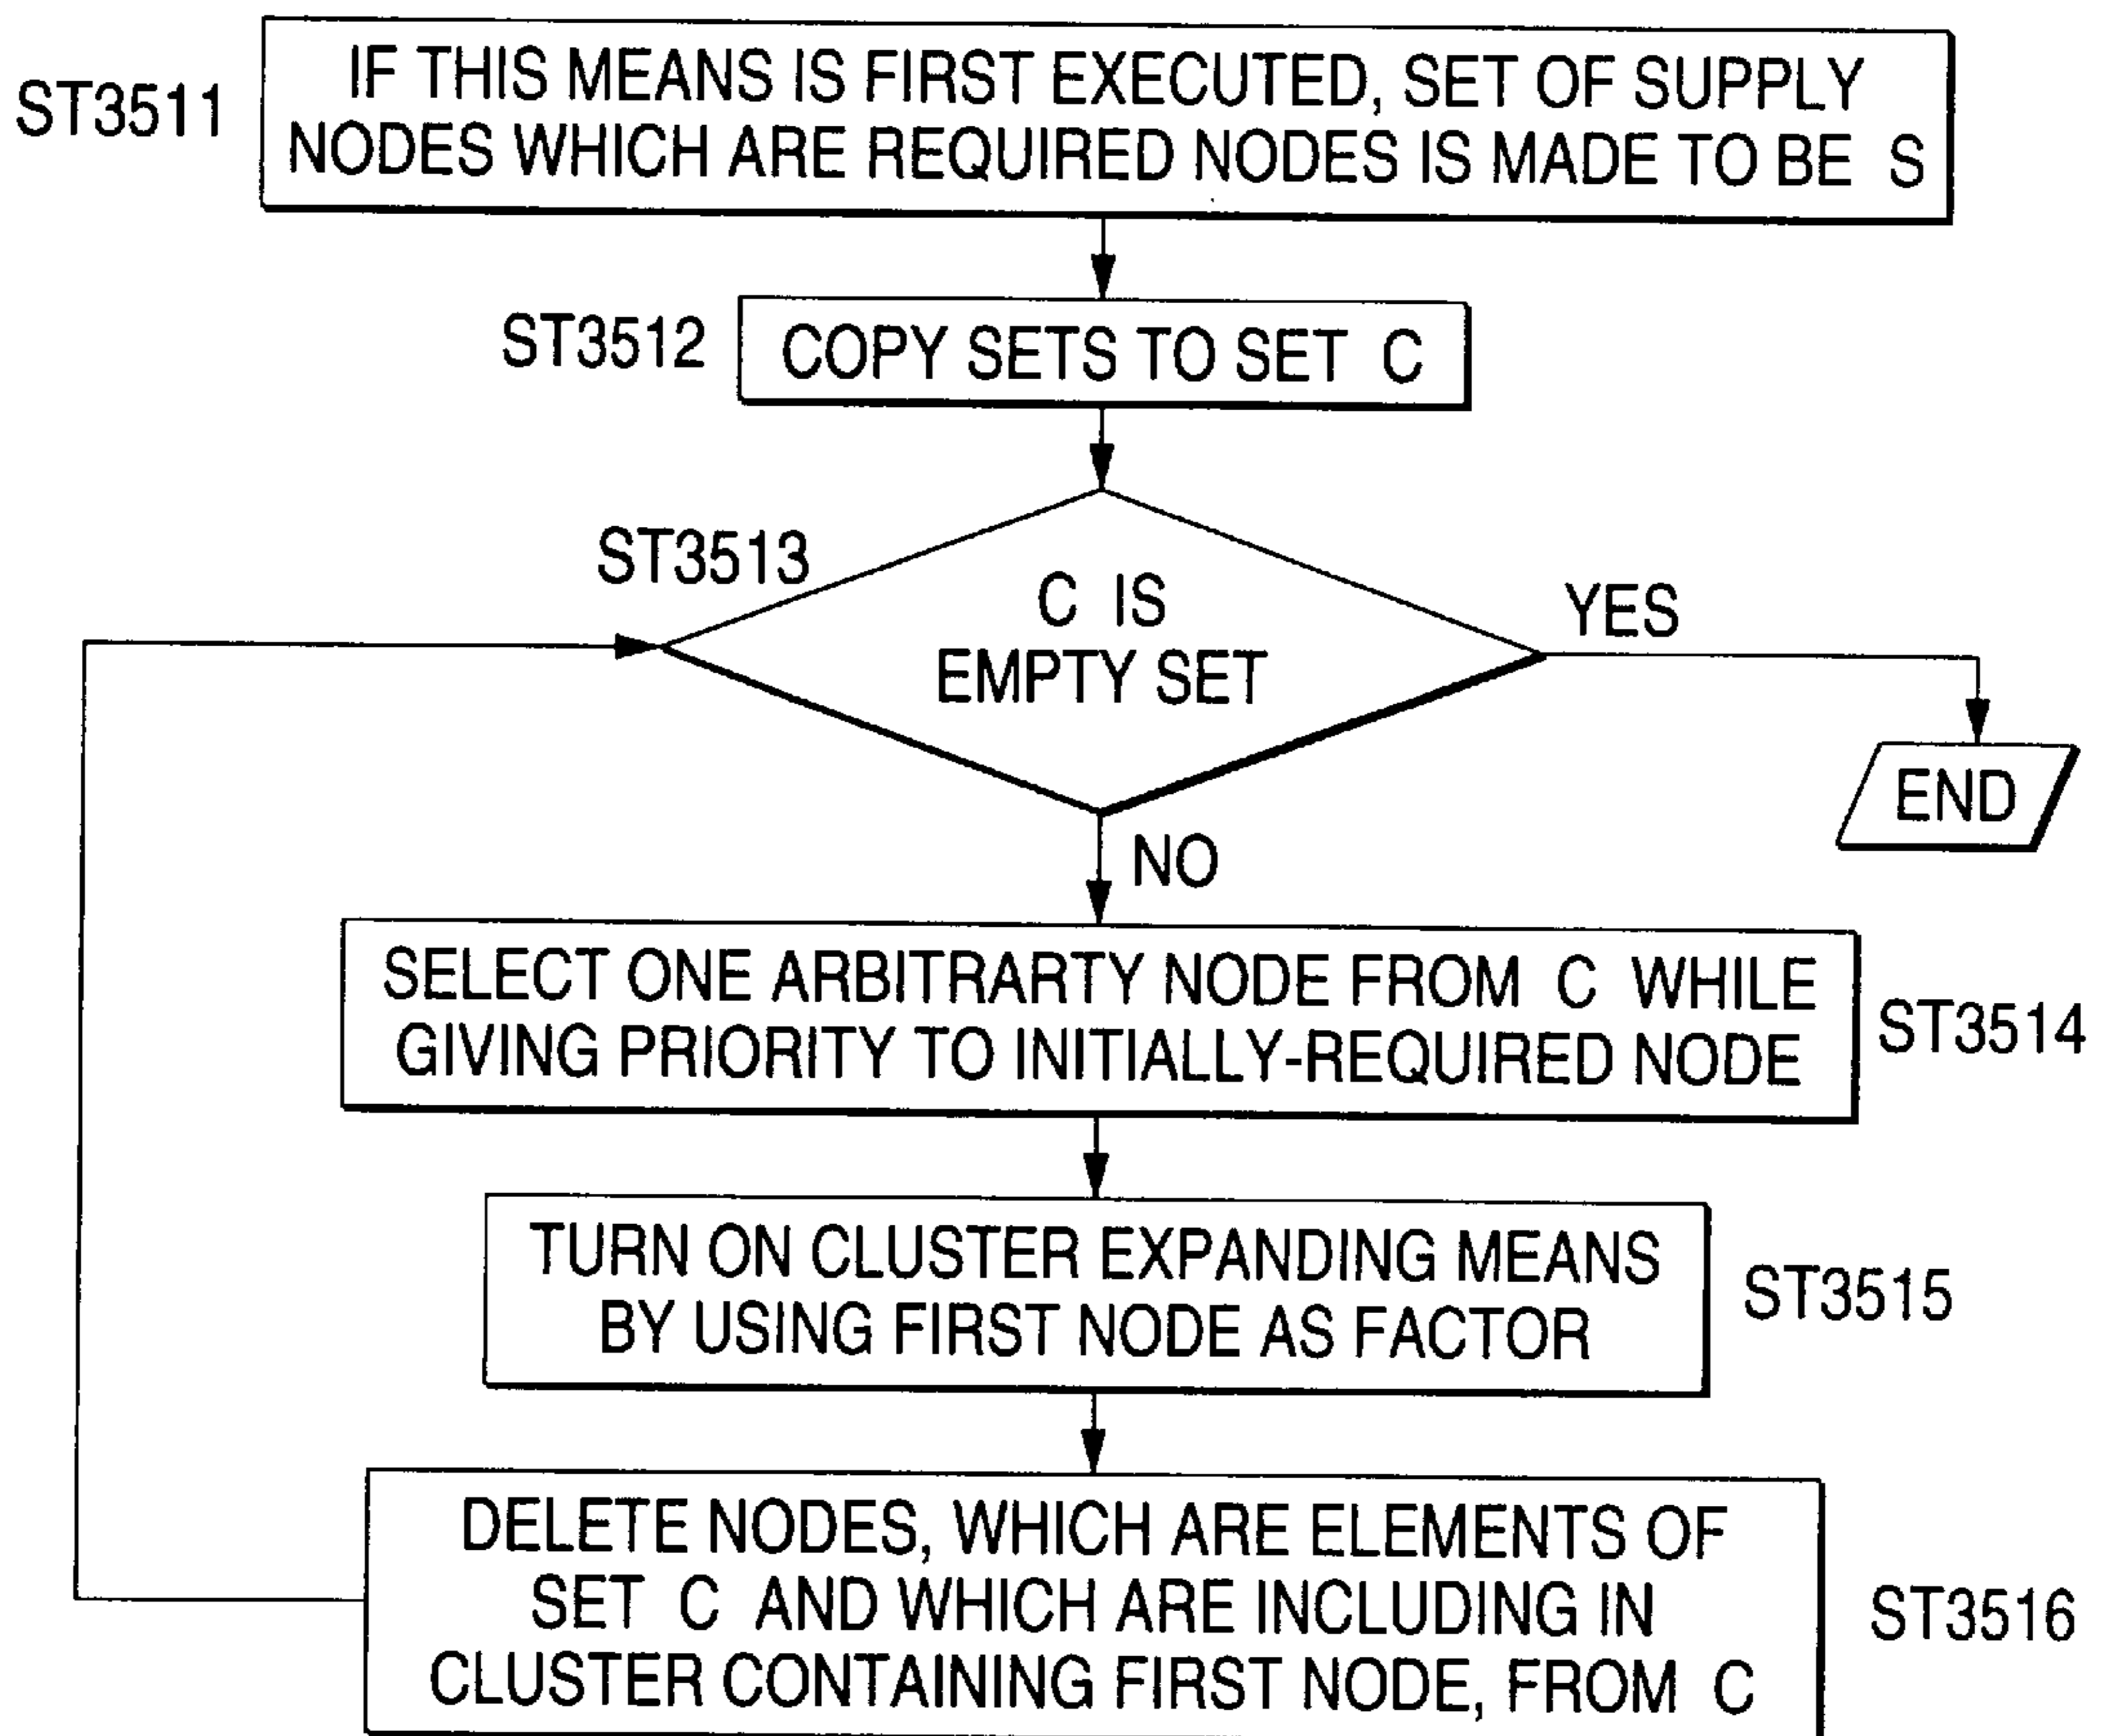 ST3511
IF THIS MEANS IS FIRST EXECUTED, SET OF SUPPLY
NODES WHICH ARE REQUIRED NODES IS MADE TO BE S
ST3512
COPY SETS TO SET C
ST3513
C IS
EMPTY SET
YES
END
NO
SELECT ONE ARBITRARTY NODE FROM C WHILE
GIVING PRIORITY TO INITIALLY-REQUIRED NODE
ST3514
TURN ON CLUSTER EXPANDING MEANS
BY USING FIRST NODE AS FACTOR
ST3515
DELETE NODES, WHICH ARE ELEMENTS OF
SET C AND WHICH ARE INCLUDING IN
CLUSTER CONTAINING FIRST NODE, FROM C
ST3516